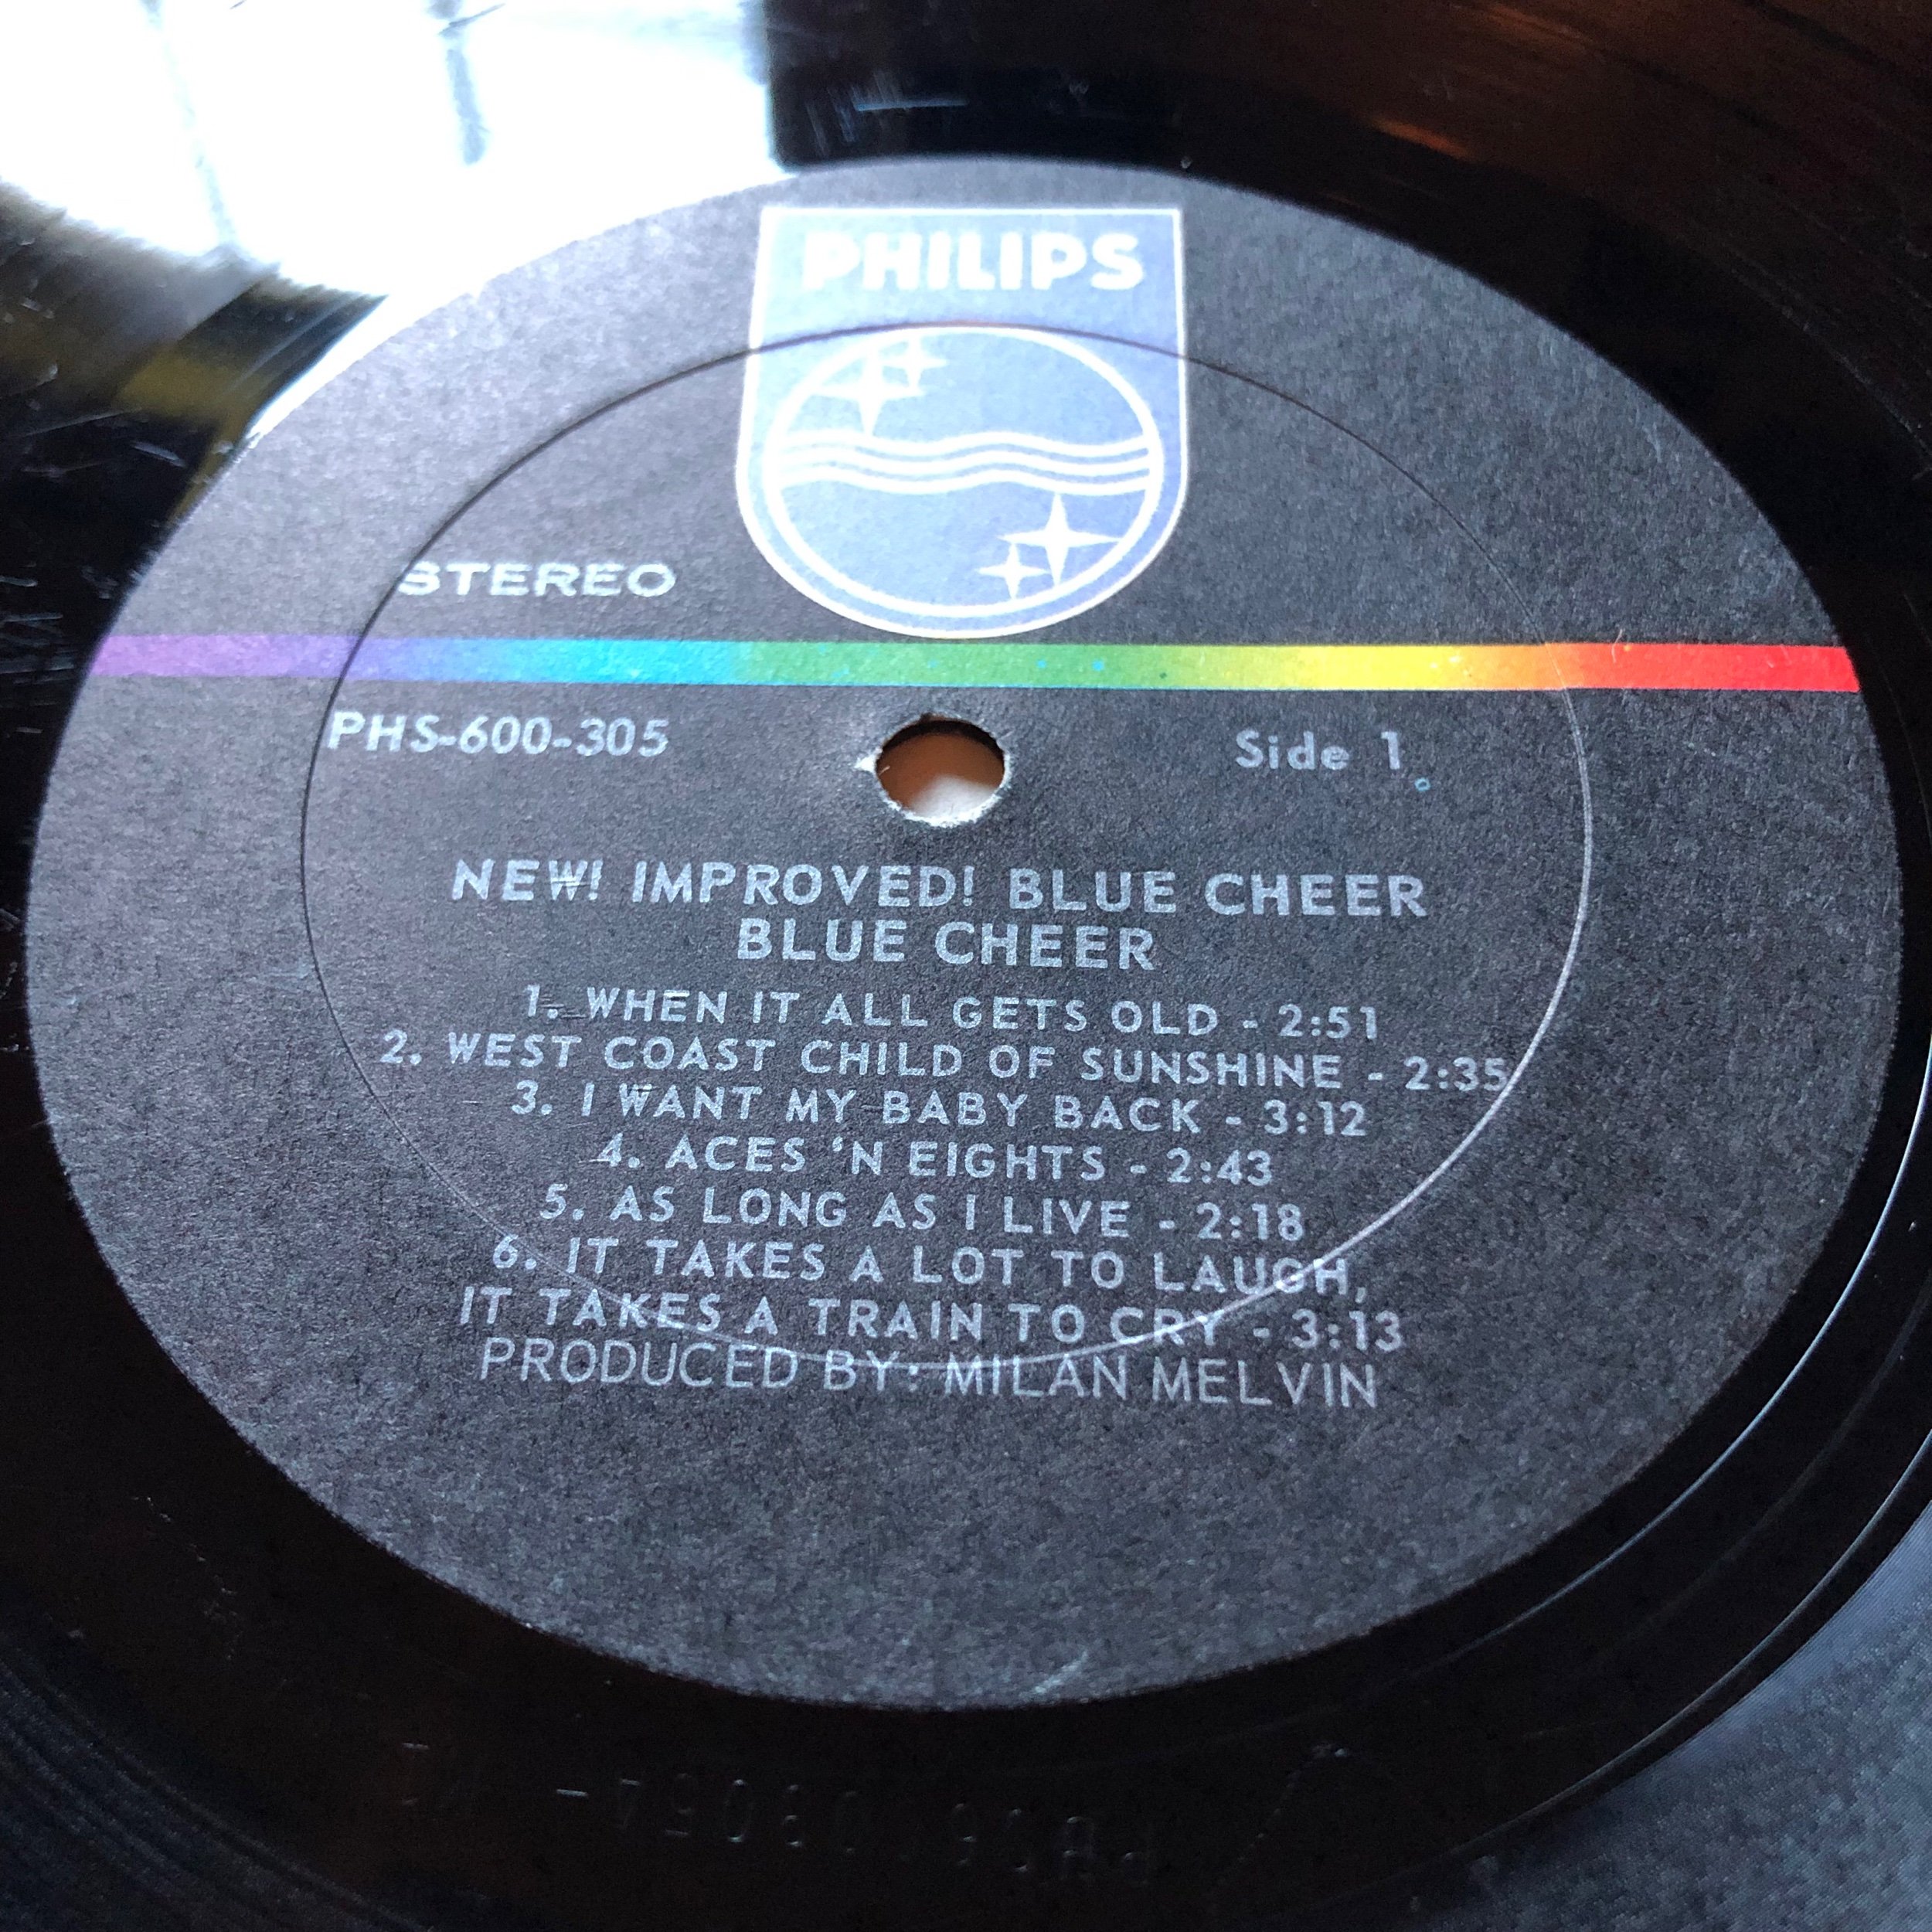 PHILIPS
STEREO
PHS-600-305
Side 1
NEW! IMPROVED! BLUE CHEER
BLUE CHEER
1. WHEN IT ALL GETS OLD - 2:51
2. WEST COAST CHILD OF SUNSHINE - 2:35
3. I WANT MY BABY BACK - 3:12
4. ACES 'N EIGHTS - 2:43
5. AS LONG AS I LIVE - 2:18
6. IT TAKES A LOT TO LAUGH,
IT TAKES A TRAIN TO CRY - 3:13
PRODUCED BY: MILAN MELVIN